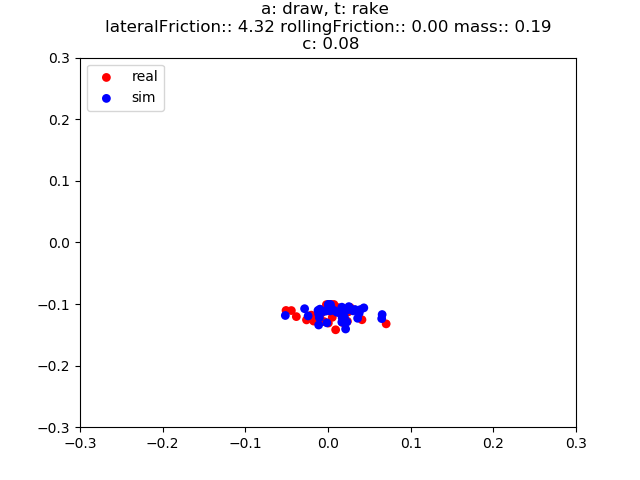 a: draw, t: rake
lateralFriction:: 4.32 rollingFriction:: 0.00 mass:: 0.19
c: 0.08
real
sim
0.3
0.2
0.1
0.0
−0.1
−0.2
−0.3
−0.3 −0.2 −0.1 0.0 0.1 0.2 0.3